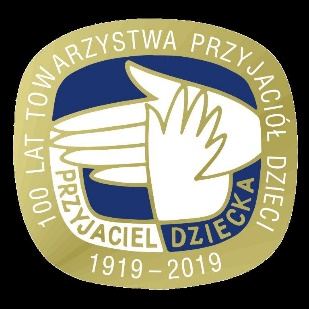 100 LAT TOWARZYSTWA PRZYJACIÓŁ DZIECI
PRZYJACIEL DZIECKA
1919-2019